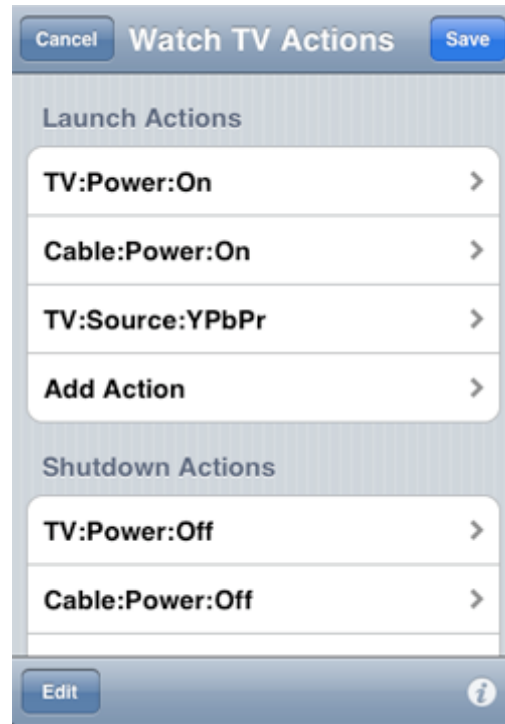 Cancel Watch TV Actions Save
Launch Actions
TV:Power:On
Cable:Power:On
TV:Source:YPbPr
Add Action
Shutdown Actions
TV:Power:Off
Cable:Power:Off
Edit